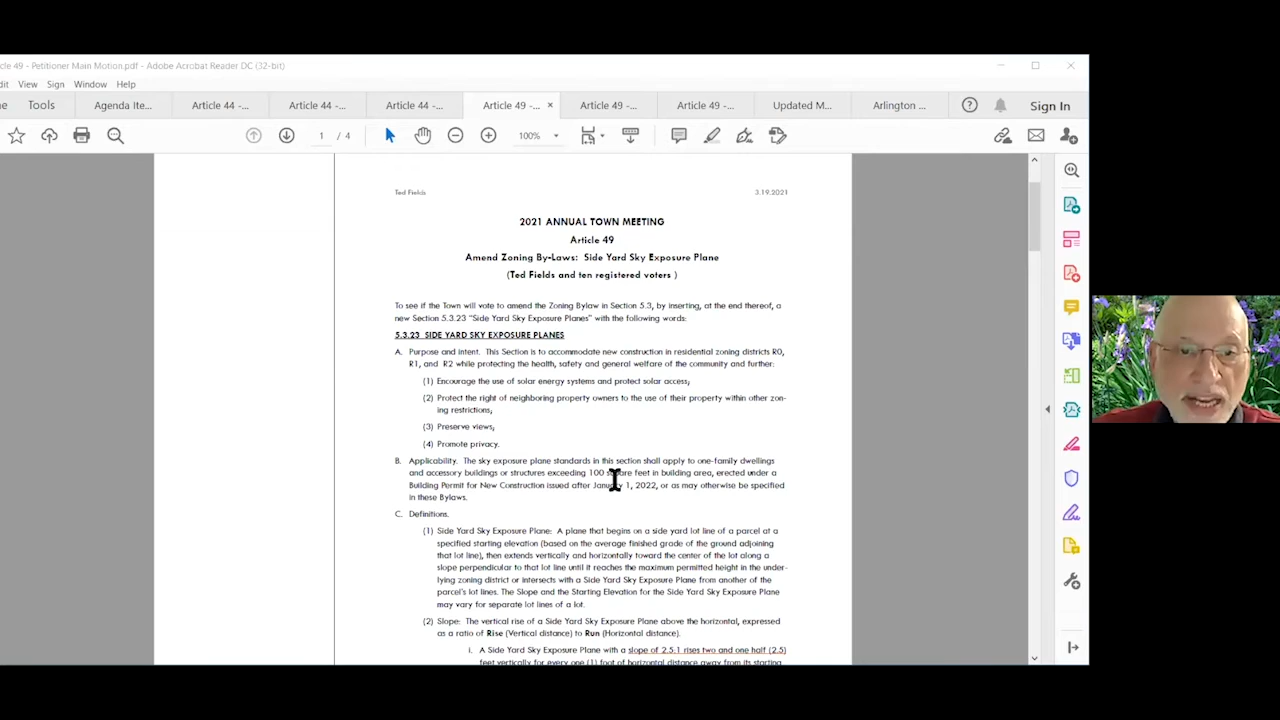 cle 49 - Petitioner Main Motion.pdf - Adobe Acrobat Reader DC (32-bit)
dit View Sign Window Help
ne Tools Agenda Ite... Article 44 -... Article 44 -... Article 44 -... Article 49 -... × Article 49 -... Article 49 -... Updated M... Arlington ... Sign In
1 / 4 100%
Ted Fields 3.19.2021
2021 ANNUAL TOWN MEETING
Article 49
Amend Zoning By-Laws: Side Yard Sky Exposure Plane
(Ted Fields and ten registered voters )
To see if the Town will vote to amend the Zoning Bylaw in Section 5.3, by inserting, at the end thereof, a
new Section 5.3.23 “Side Yard Sky Exposure Planes” with the following words:
5.3.23 SIDE YARD SKY EXPOSURE PLANES
A. Purpose and intent. This Section is to accommodate new construction in residential zoning districts R0,
R1, and R2 while protecting the health, safety and general welfare of the community and further:
(1) Encourage the use of solar energy systems and protect solar access;
(2) Protect the right of neighboring property owners to the use of their property within other zon-
ing restrictions;
(3) Preserve views;
(4) Promote privacy.
B. Applicability. The sky exposure plane standards in this section shall apply to one-family dwellings
and accessory buildings or structures exceeding 100 square feet in building area, erected under a
Building Permit for New Construction issued after January 1, 2022, or as may otherwise be specified
in these Bylaws.
C. Definitions.
(1) Side Yard Sky Exposure Plane: A plane that begins on a side yard lot line of a parcel at a
specified starting elevation (based on the average finished grade of the ground adjoining
that lot line), then extends vertically and horizontally toward the center of the lot along a
slope perpendicular to that lot line until it reaches the maximum permitted height in the under-
lying zoning district or intersects with a Side Yard Sky Exposure Plane from another of the
parcel's lot lines. The Slope and the Starting Elevation for the Side Yard Sky Exposure Plane
may vary for separate lot lines of a lot.
(2) Slope: The vertical rise of a Side Yard Sky Exposure Plane above the horizontal, expressed
as a ratio of Rise (Vertical distance) to Run (Horizontal distance).
i. A Side Yard Sky Exposure Plane with a slope of 2.5:1 rises two and one half (2.5)
feet vertically for every one (1) foot of horizontal distance away from its starting